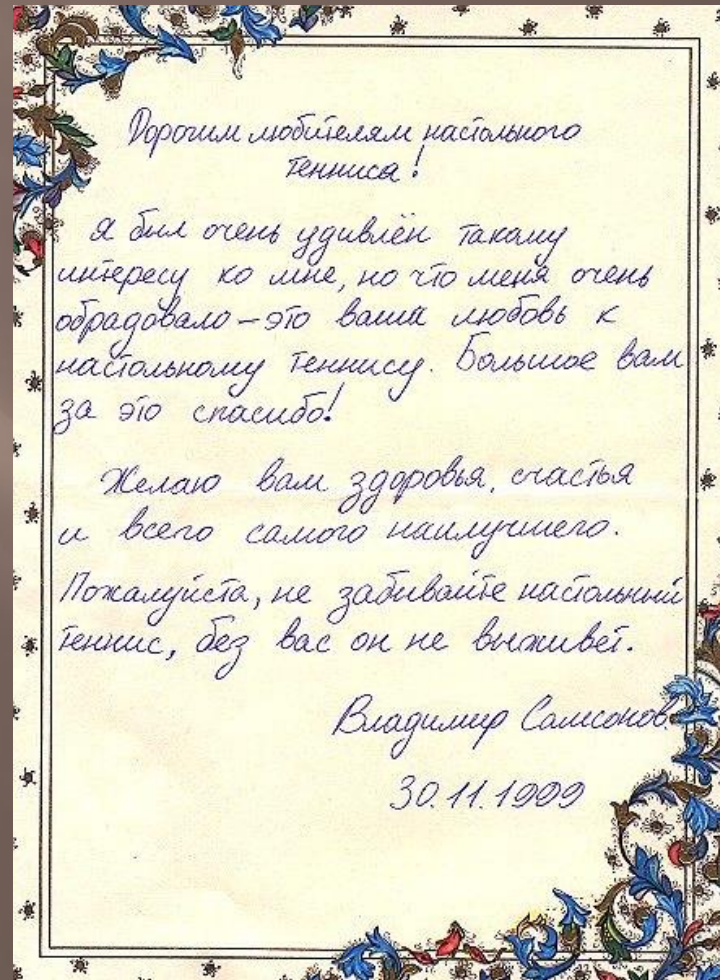 Дорогим любителям настольного
тенниса!
Я был очень удивлён такому
интересу ко мне, но что меня очень
обрадовало – это ваша любовь к
настольному теннису. Большое вам
за это спасибо!
Желаю вам здоровья, счастья
и всего самого наилучшего.
Пожалуйста, не забывайте настольный
теннис, без вас он не выживет.
Владимир Самсонов.
30.11.1999